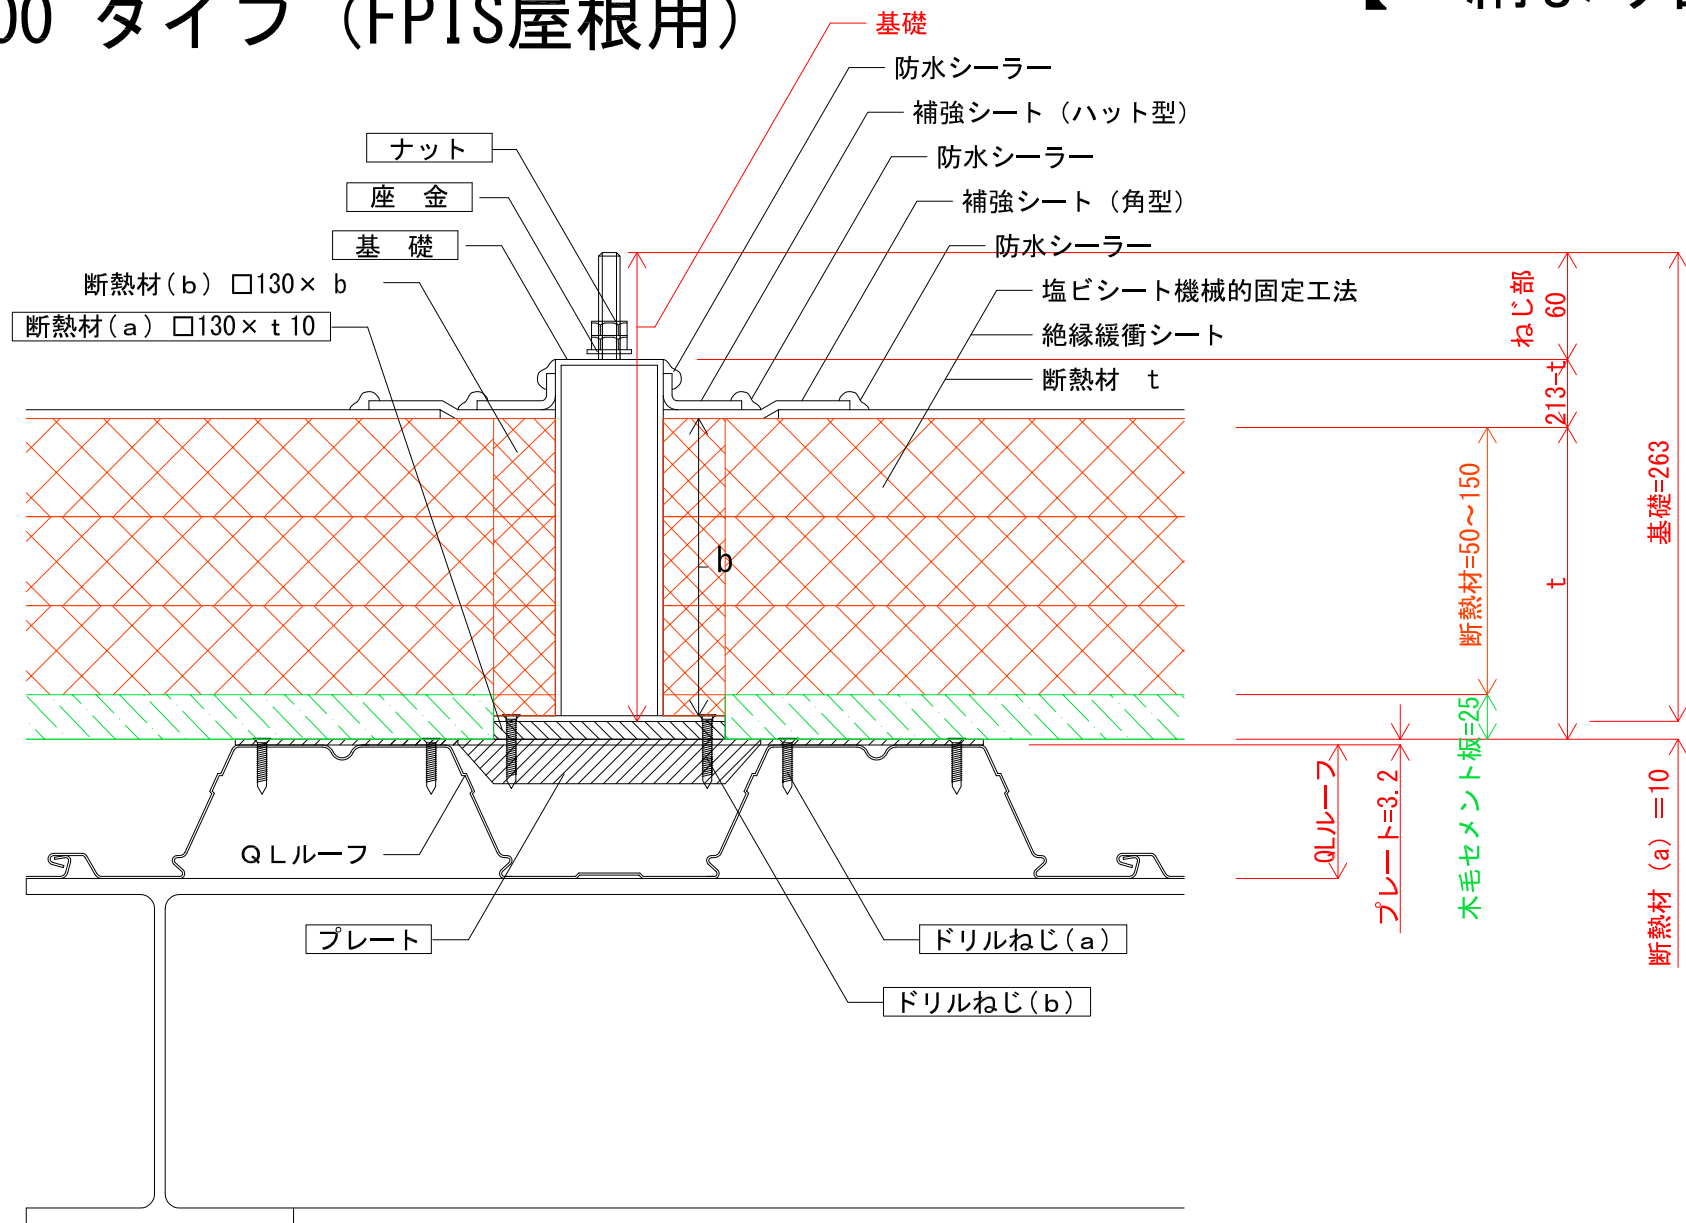 00 タイプ (FPIS屋根用)
基礎
防水シーラー
補強シート (ハット型)
防水シーラー
補強シート (角型)
防水シーラー
塩ビシート機械的固定工法
絶縁緩衝シート
断熱材 t
ナット
座 金
基 礎
断熱材(b) □130× b
断熱材(a) □130× t 10
b
QLルーフ
プレート
ドリルねじ(a)
ドリルねじ(b)
ねじ部
60
213-t
t
断熱材=50～150
木毛セメント板=25
基礎=263
QLルーフ
プレート=3.2
断熱材 (a) =10